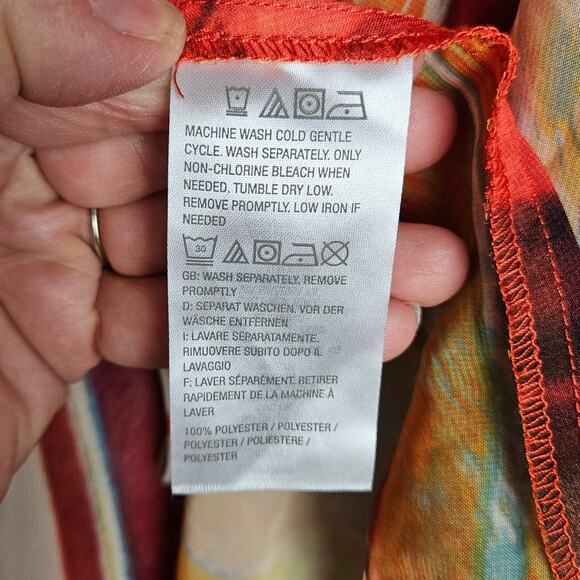 MACHINE WASH COLD GENTLE
CYCLE. WASH SEPARATELY. ONLY
NON-CHLORINE BLEACH WHEN
NEEDED. TUMBLE DRY LOW.
REMOVE PROMPTLY. LOW IRON IF
NEEDED
30
GB: WASH SEPARATELY. REMOVE
PROMPTLY
D: SEPARAT WASCHEN. VOR DER
WÄSCHE ENTFERNEN
I: LAVARE SEPARATAMENTE.
RIMUOVERE SUBITO DOPO IL
LAVAGGIO
F: LAVER SÉPARÉMENT. RETIRER
RAPIDEMENT DE LA MACHINE À
LAVER
100% POLYESTER / POLYESTER /
POLYESTER / POLIESTERE /
POLYESTER